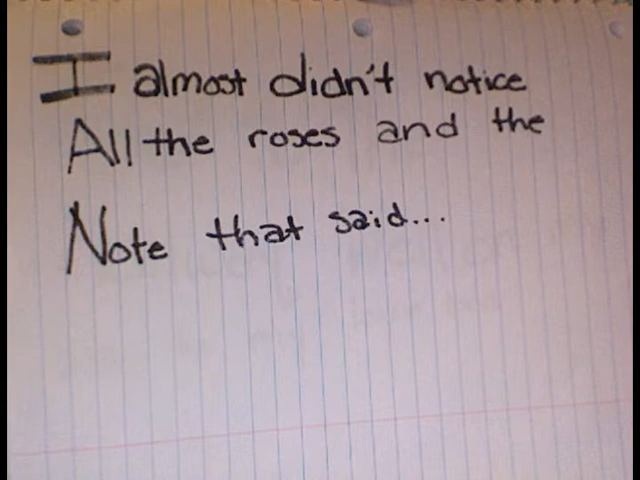 I almost didn't notice
All the roses and the
Note that said...